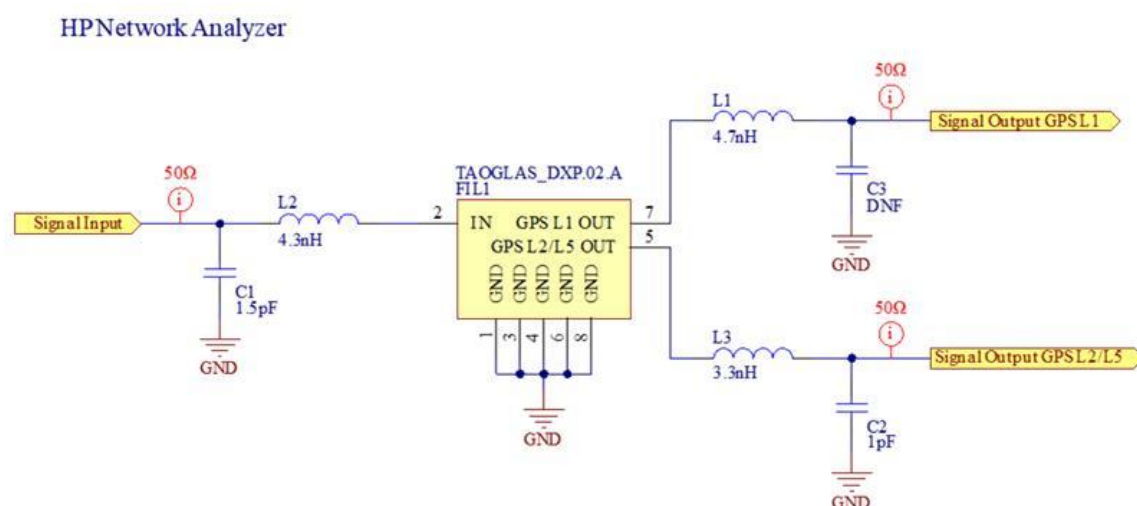 HP Network Analyzer
50Ω
i
Signal Input
C1
1.5pF
GND
L2
4.3nH
TAOGLAS_DXP.02.A
FIL1
2
IN
GPS L1 OUT
7
GPS L2/L5 OUT
5
GND
GND
GND
GND
GND
1
3
4
6
8
GND
L1
4.7nH
50Ω
i
Signal Output GPS L1
C3
DNF
GND
L3
3.3nH
50Ω
i
Signal Output GPS L2/L5
C2
1pF
GND